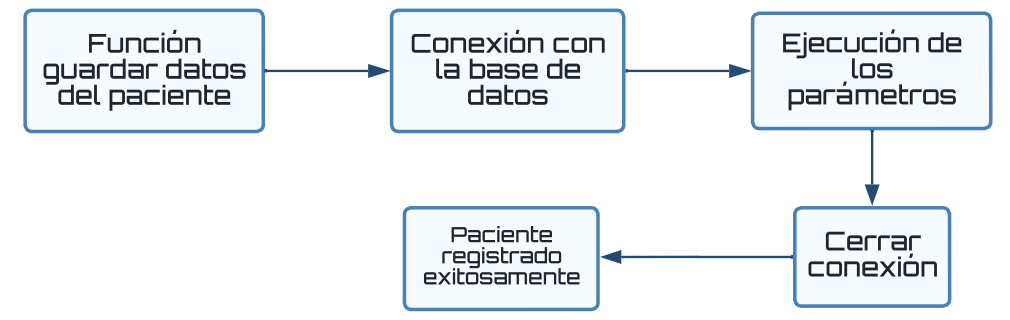 Función
guardar datos
del paciente
Conexión con
la base de
datos
Ejecución de
los
parámetros
Cerrar
conexión
Paciente
registrado
exitosamente